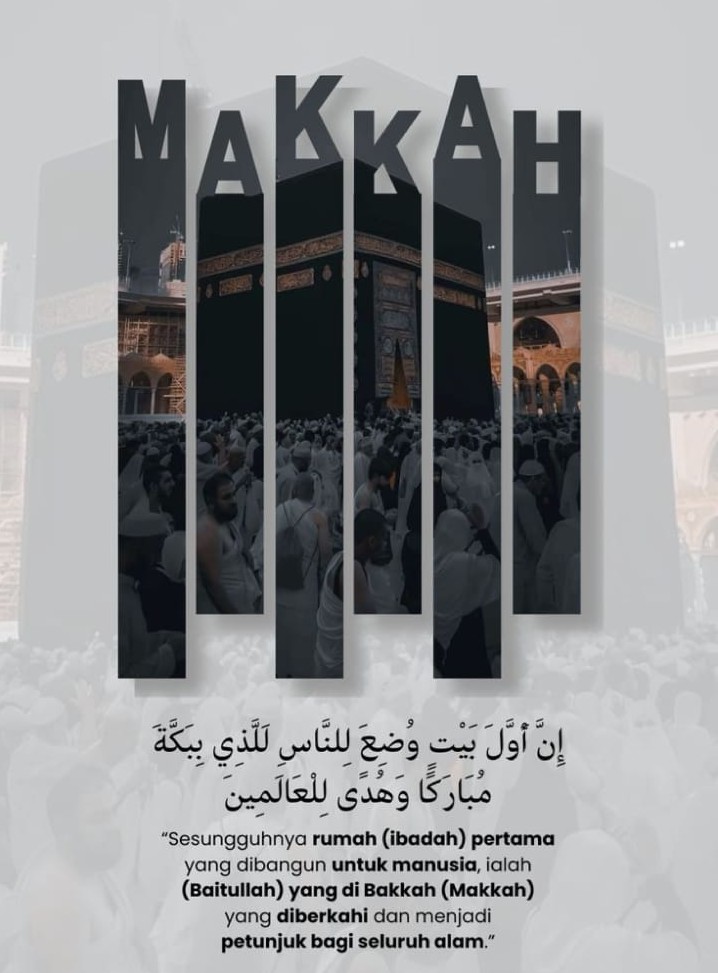 MAKKAH
إِنَّ أَوَّلَ بَيْتٍ وُضِعَ لِلنَّاسِ لَلَّذِي بِبَكَّةَ
مُبَارَكًا وَهُدًى لِلْعَالَمِينَ
“Sesungguhnya rumah (ibadah) pertama
yang dibangun untuk manusia, ialah
(Baitullah) yang di Bakkah (Makkah)
yang diberkahi dan menjadi
petunjuk bagi seluruh alam.”